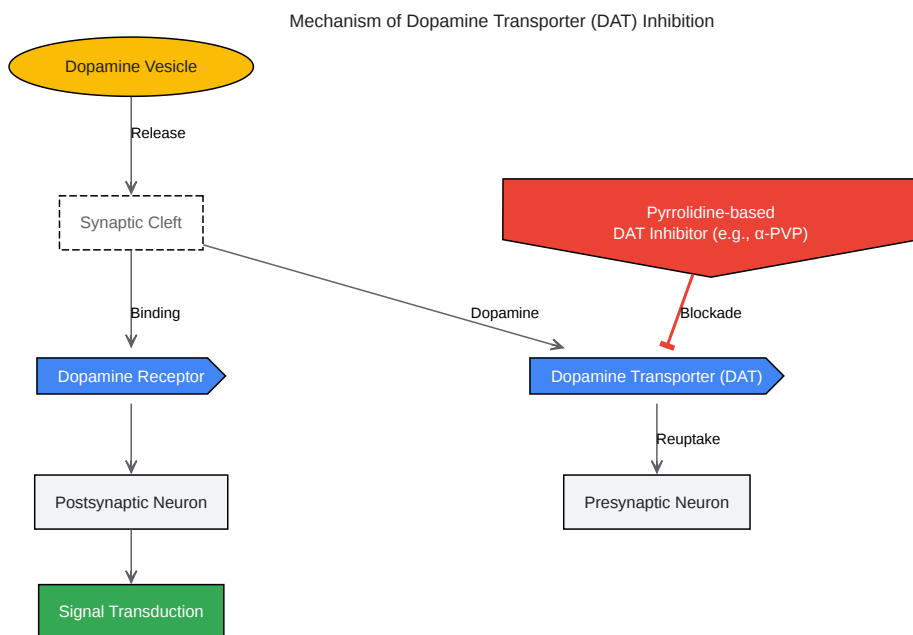 Mechanism of Dopamine Transporter (DAT) Inhibition
Dopamine Vesicle
Release
Synaptic Cleft
Pyrrolidine-based
DAT Inhibitor (e.g., α-PVP)
Binding
Dopamine
Blockade
Dopamine Receptor
Dopamine Transporter (DAT)
Reuptake
Postsynaptic Neuron
Presynaptic Neuron
Signal Transduction